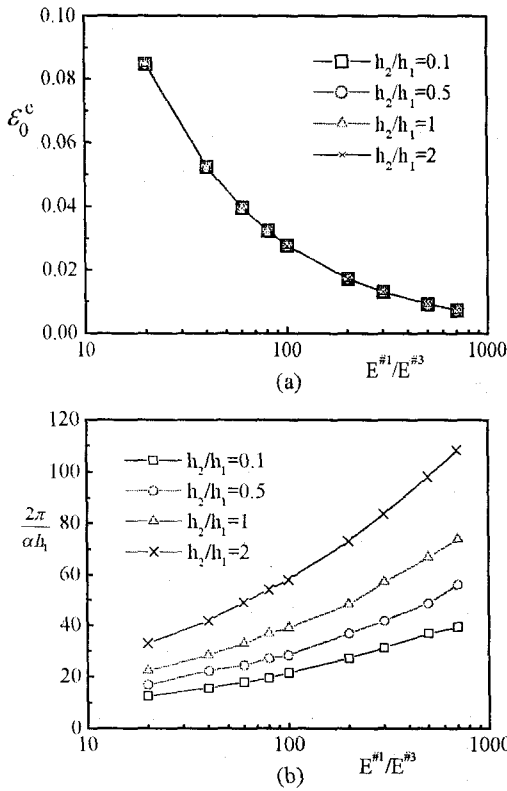 0.10
0.08
0.06
0.04
0.02
0.00
ε₀ᶜ
h₂/h₁=0.1
h₂/h₁=0.5
h₂/h₁=1
h₂/h₁=2
10 100 1000
E^#1/E^#3
(a)
120
100
80
60
40
20
0
2π/αh₁
h₂/h₁=0.1
h₂/h₁=0.5
h₂/h₁=1
h₂/h₁=2
10 100 1000
E^#1/E^#3
(b)